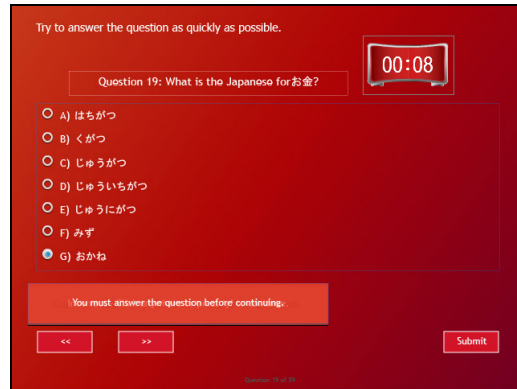 Try to answer the question as quickly as possible.
00:08
Question 19: What is the Japanese forお金?
A) はちがつ
B) くがつ
C) じゅうがつ
D) じゅういちがつ
E) じゅうにがつ
F) みず
G) おかね
You must answer the question before continuing.
<<
>>
Submit
Question 19 of 39